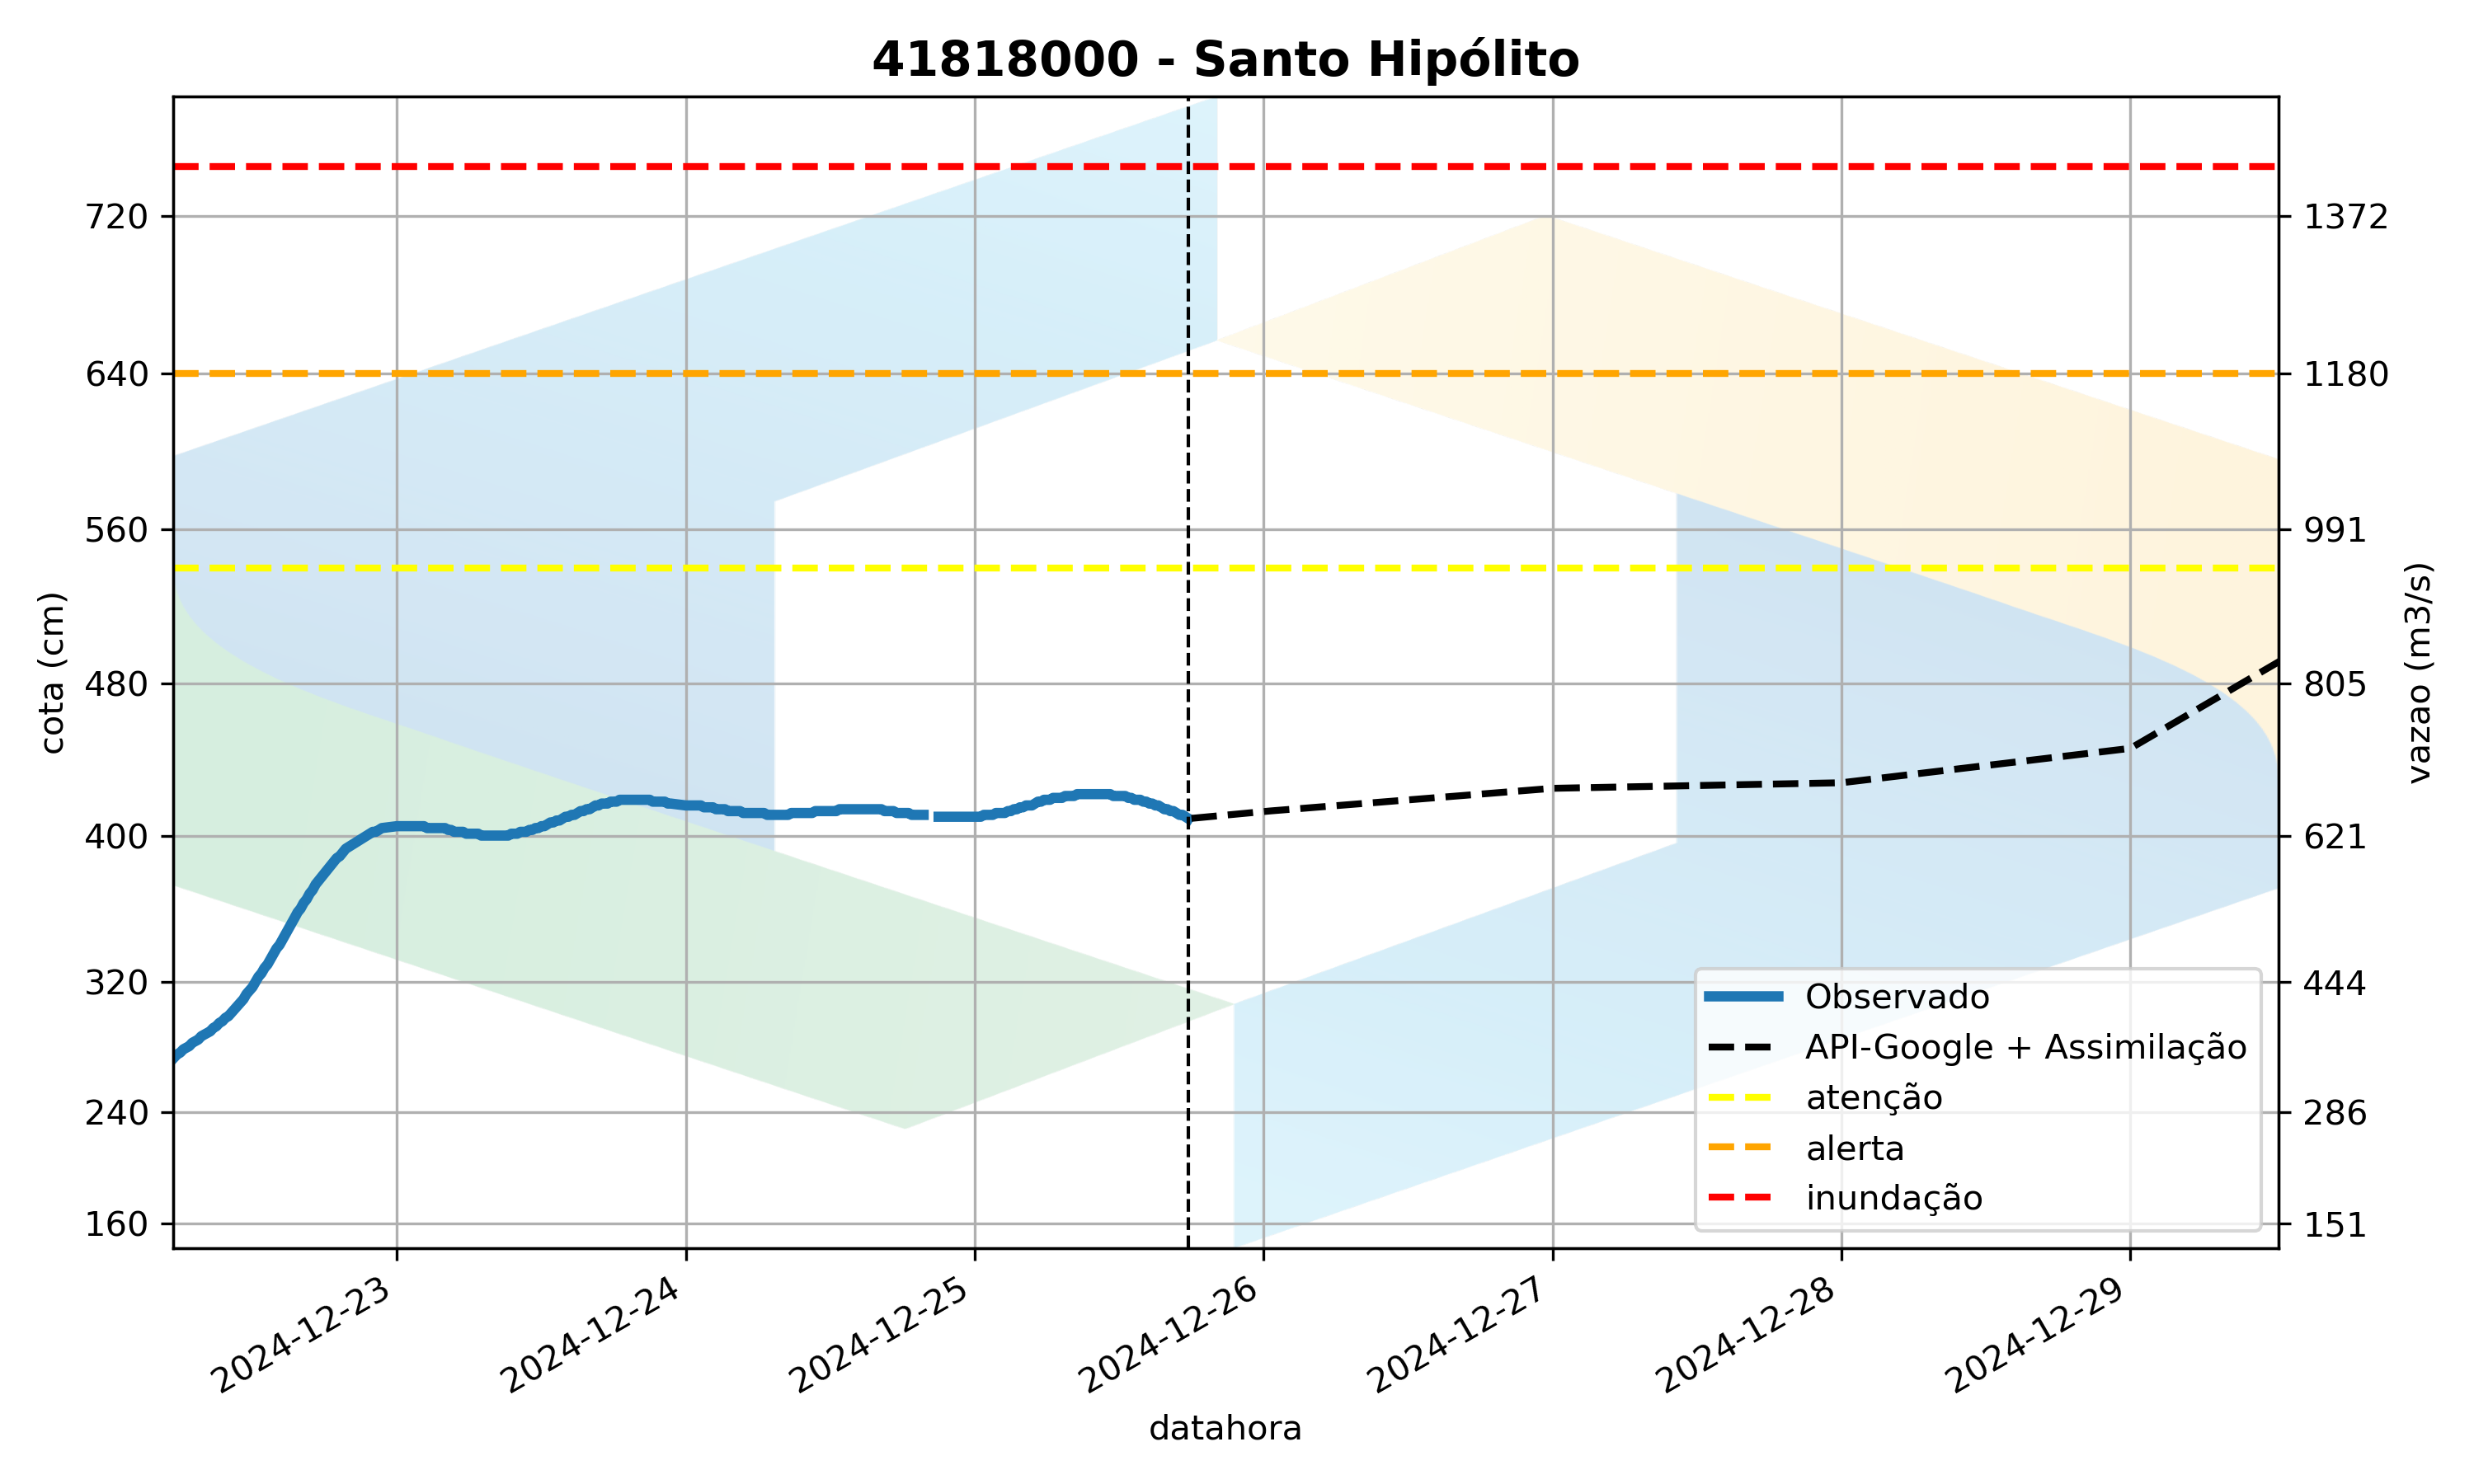 41818000 - Santo Hipólito
720
640
560
480
400
320
240
160
cota (cm)
1372
1180
991
805
621
444
286
151
vazao (m3/s)
Observado
API-Google + Assimilação
atenção
alerta
inundação
2024-12-23
2024-12-24
2024-12-25
2024-12-26
2024-12-27
2024-12-28
2024-12-29
datahora